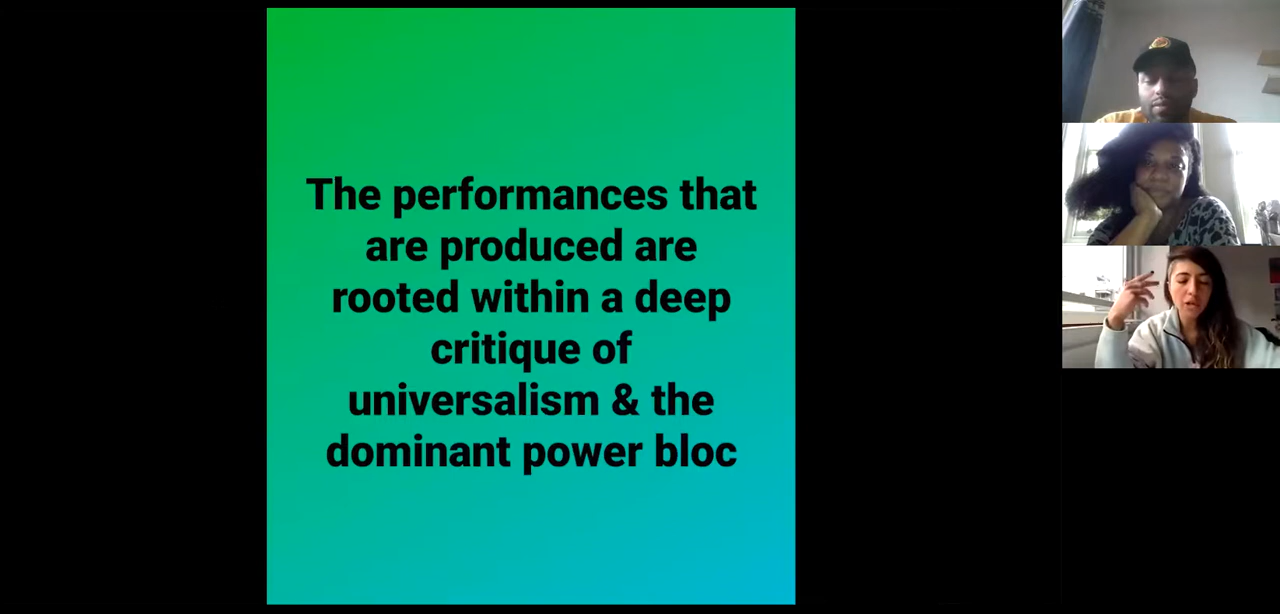 The performances that
are produced are
rooted within a deep
critique of
universalism & the
dominant power bloc